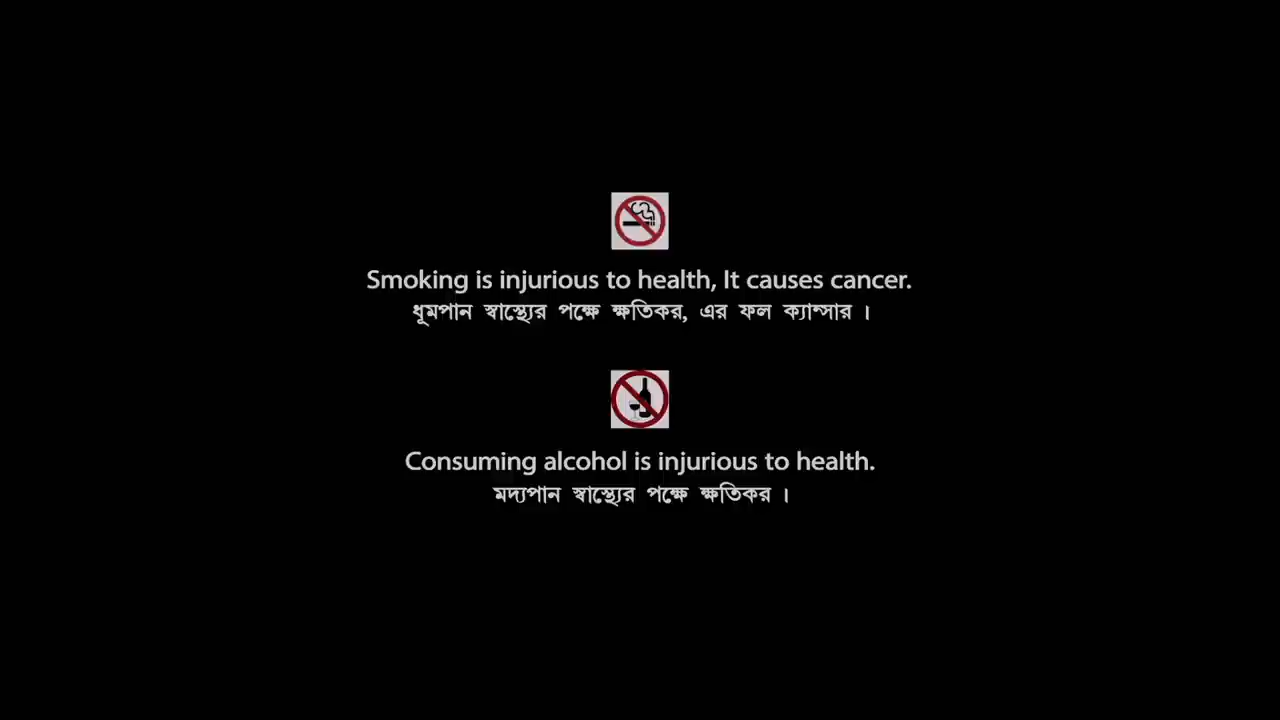 Smoking is injurious to health, It causes cancer.
ধূমপান স্বাস্থ্যের পক্ষে ক্ষতিকর, এর ফল ক্যান্সার ।
Consuming alcohol is injurious to health.
মদ্যপান স্বাস্থ্যের পক্ষে ক্ষতিকর ।